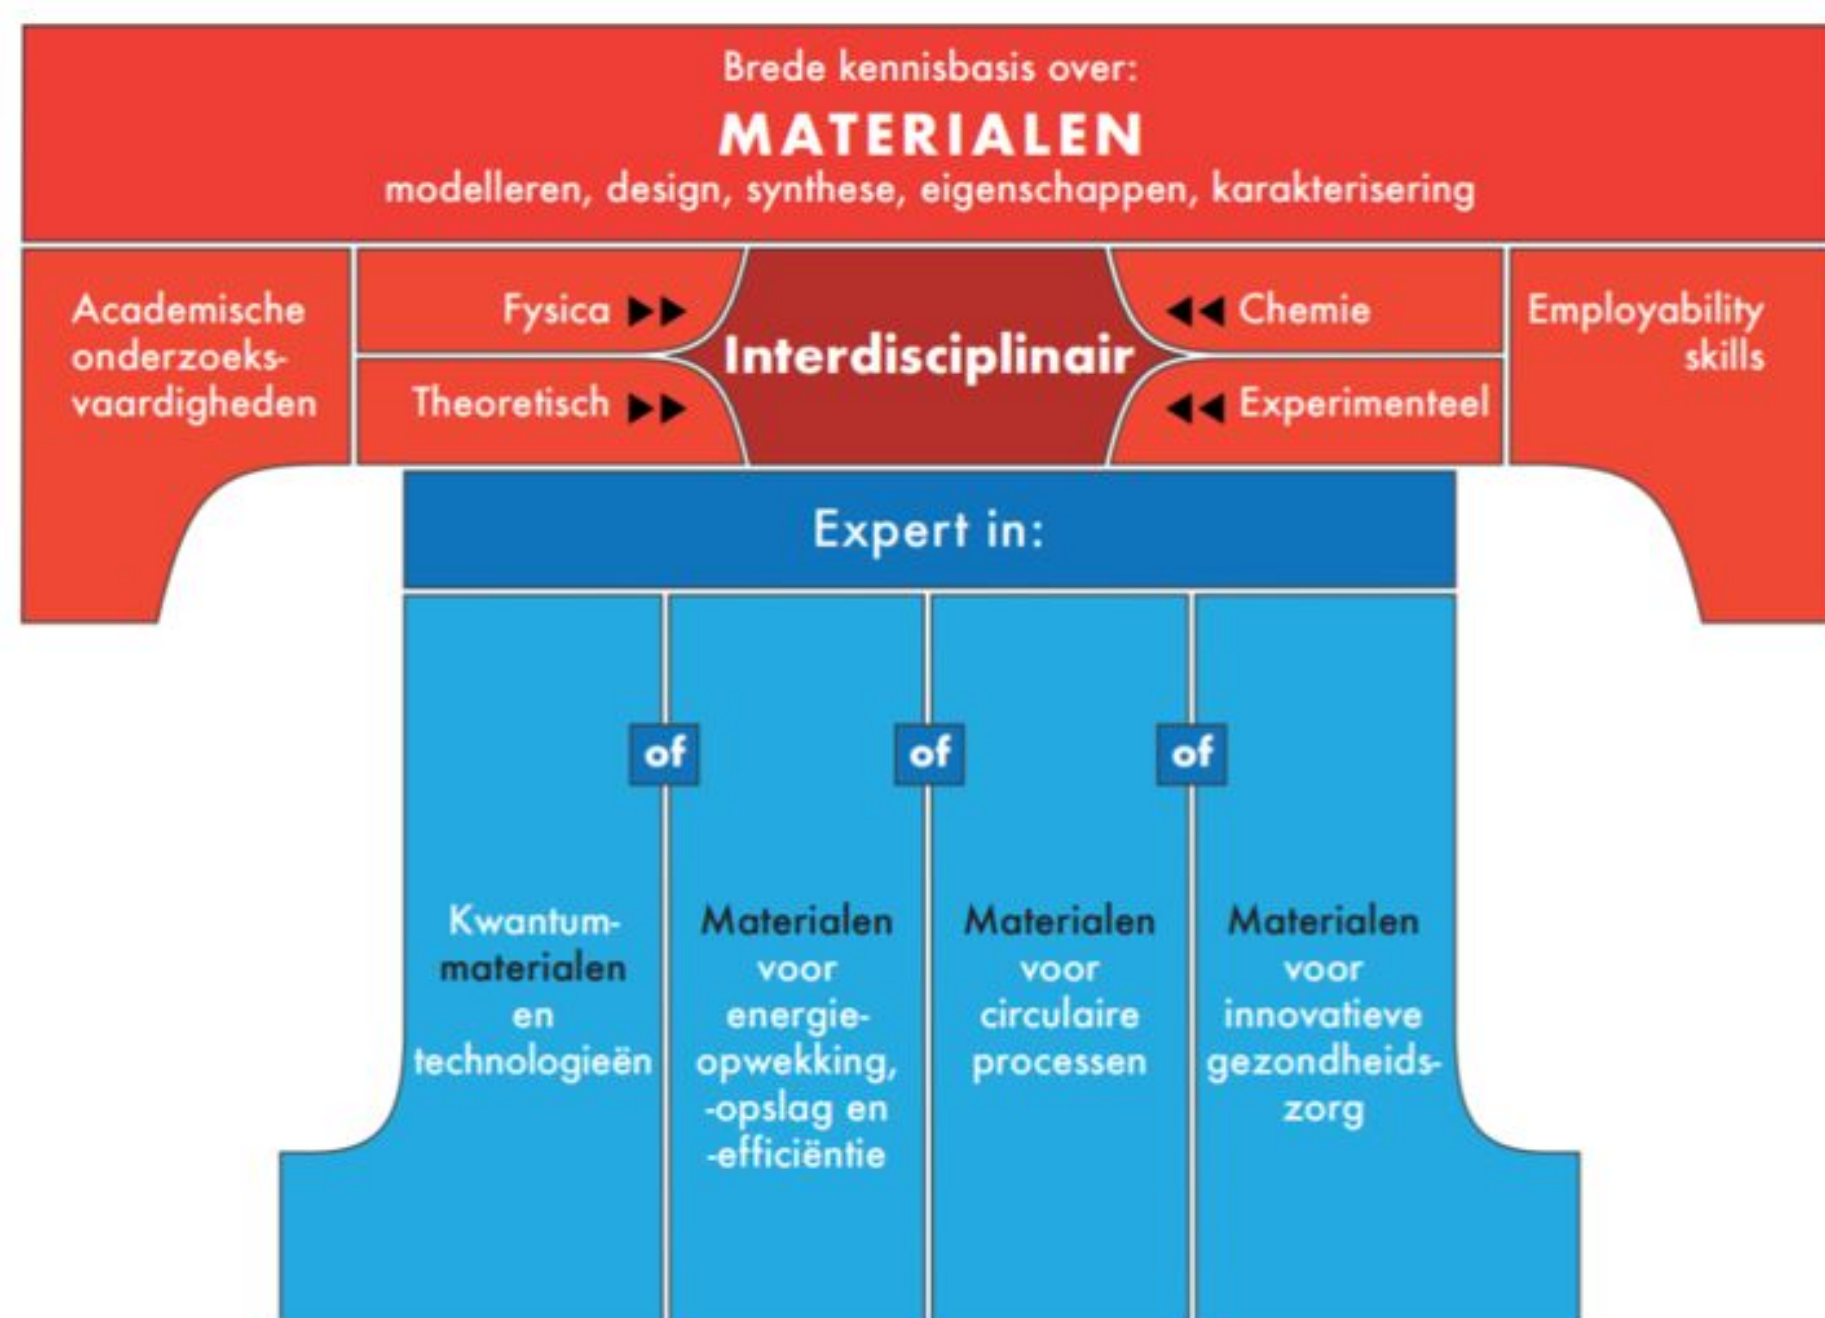 Brede kennisbasis over:
MATERIALEN
modelleren, design, synthese, eigenschappen, karakterisering
Academische
onderzoeks-
vaardigheden
Fysica ►►
Theoretisch ►►
Interdisciplinair
◄◄ Chemie
◄◄ Experimenteel
Employability
skills
Expert in:
of
of
of
Kwantum-
materialen
en
technologieën
Materialen
voor
energie-
opwekking,
-opslag en
-efficiëntie
Materialen
voor
circulaire
processen
Materialen
voor
innovatieve
gezondheids-
zorg